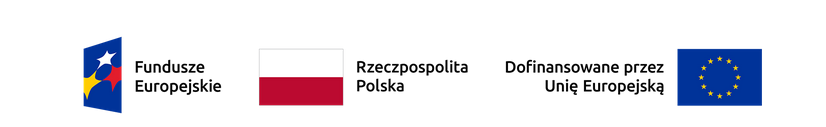 Fundusze
Europejskie
Rzeczpospolita
Polska
Dofinansowane przez
Unię Europejską